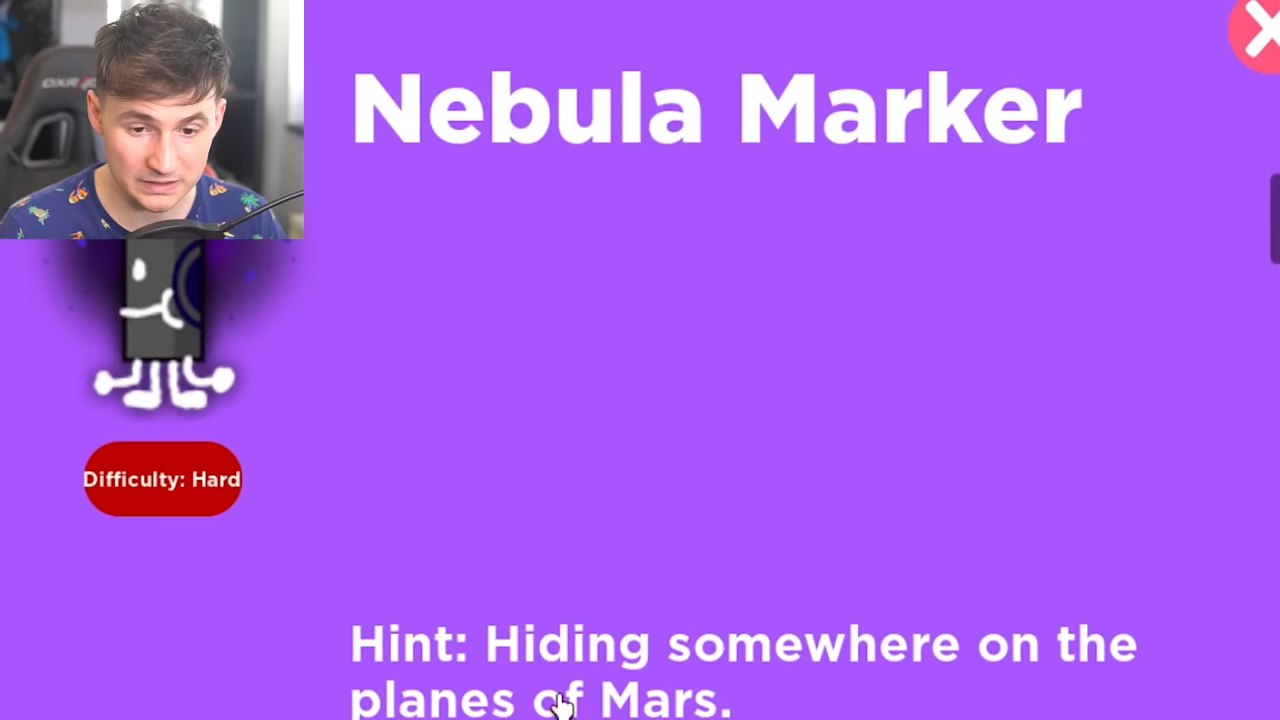 Nebula Marker
Difficulty: Hard
Hint: Hiding somewhere on the
planes of Mars.